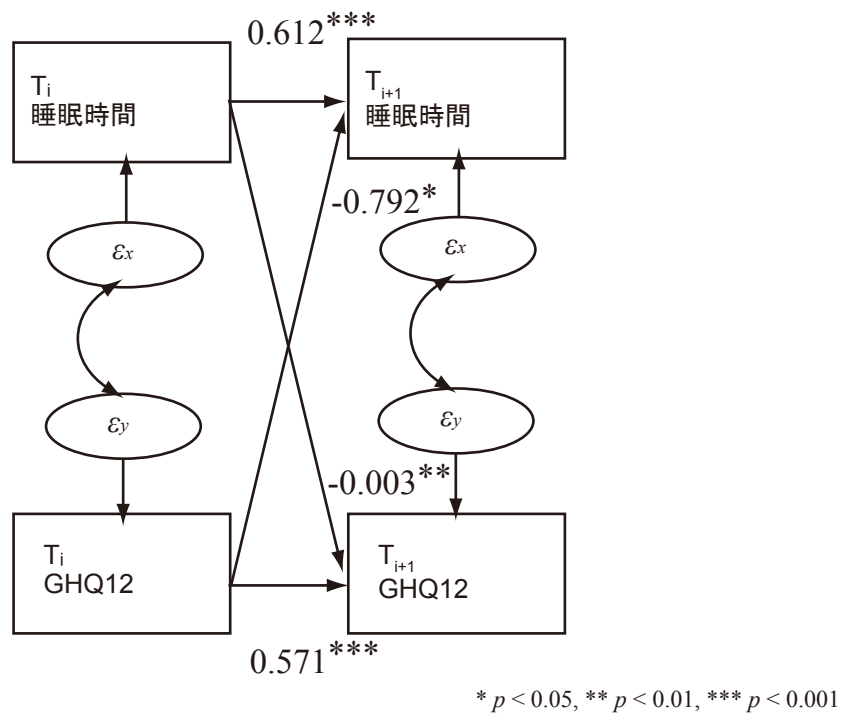 0.612***
Ti
睡眠時間
Ti+1
睡眠時間
-0.792*
εx
εx
εy
εy
-0.003**
Ti
GHQ12
Ti+1
GHQ12
0.571***
* p < 0.05, ** p < 0.01, *** p < 0.001